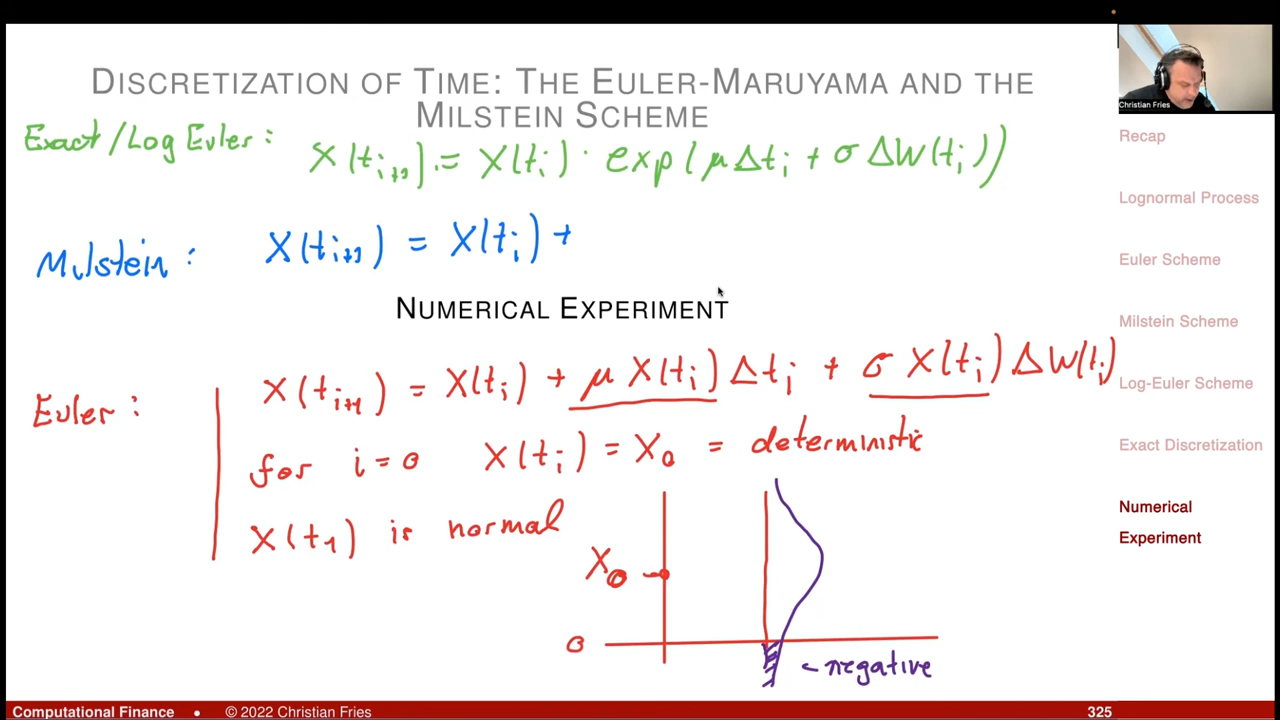 DISCRETIZATION OF TIME: THE EULER-MARUYAMA AND THE
MILSTEIN SCHEME
Exact/Log Euler: X(t_{i+1}) = X(t_i) · exp(μ Δt_i + σ ΔW(t_i))
Milstein: X(t_{i+1}) = X(t_i) +
NUMERICAL EXPERIMENT
Euler: X(t_{i+1}) = X(t_i) + μ X(t_i) Δt_i + σ X(t_i) ΔW(t_i)
for i=0 X(t_i) = X_0 = deterministic
X(t_1) is normal
X_0
0
negative
Christian Fries
Recap
Lognormal Process
Euler Scheme
Milstein Scheme
Log-Euler Scheme
Exact Discretization
Numerical
Experiment
Computational Finance • © 2022 Christian Fries 325